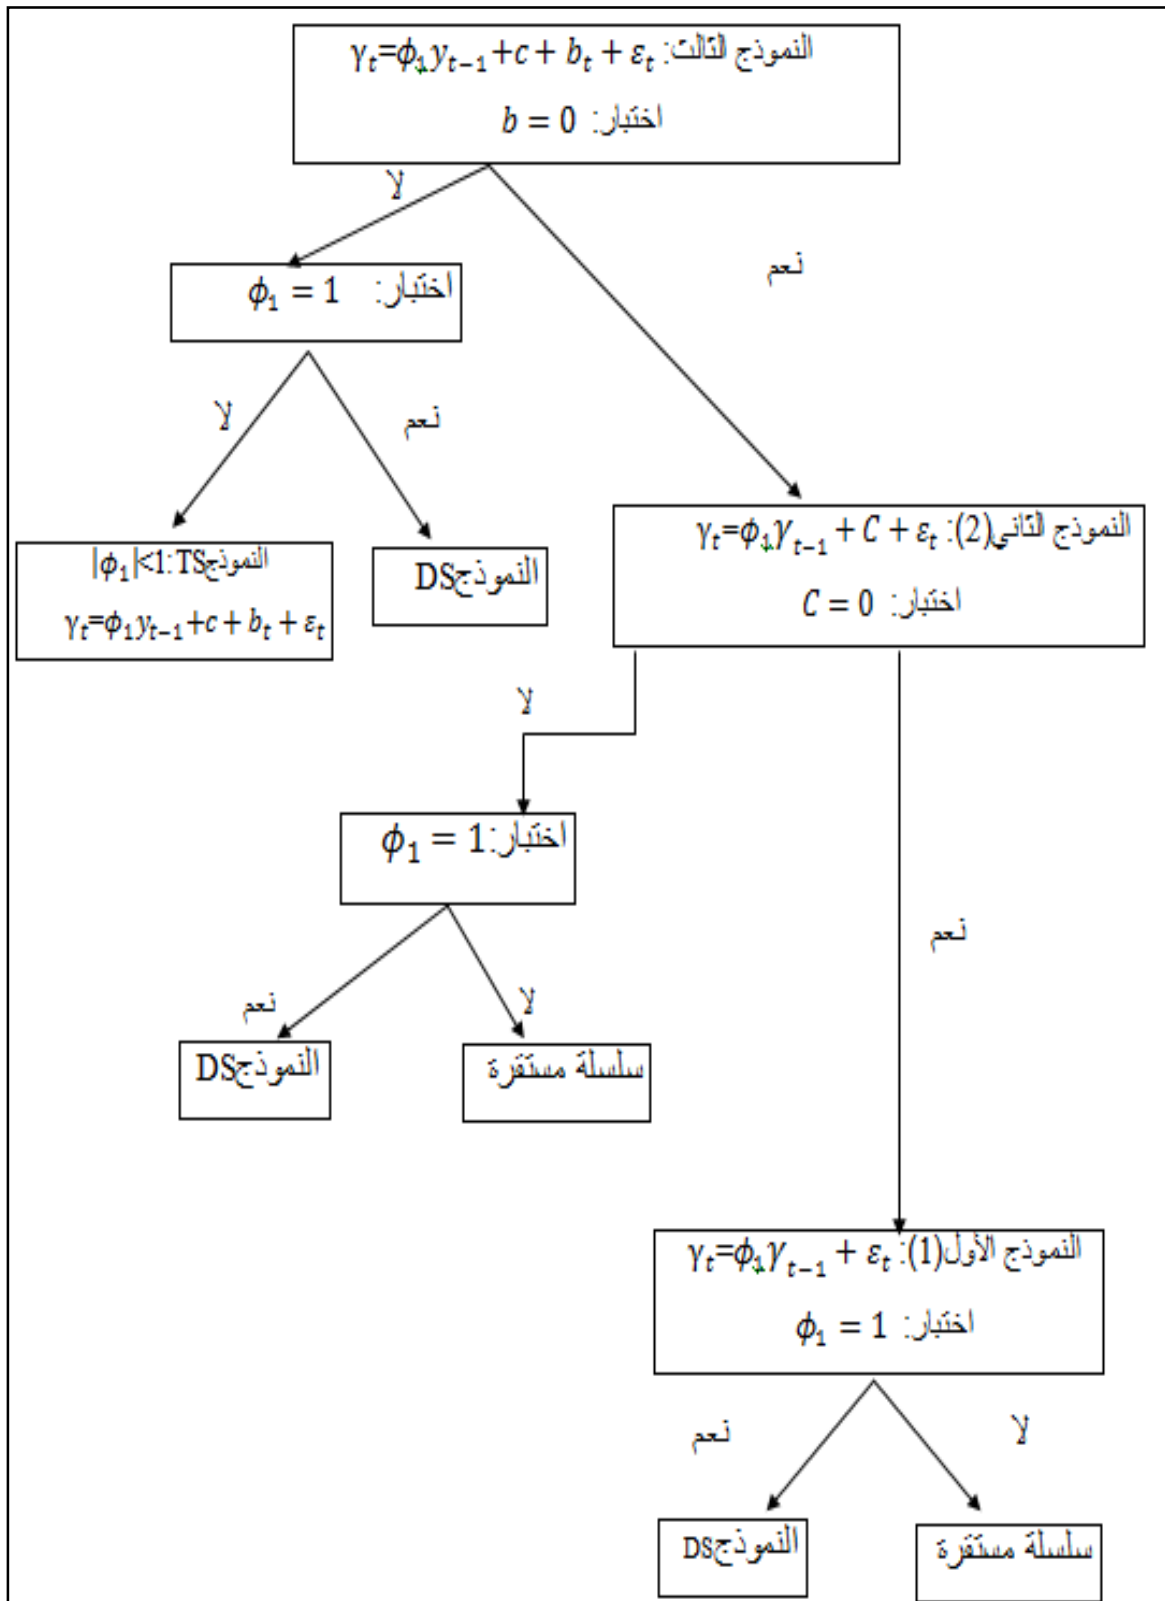 النموذج الثالث: γₜ=ϕ₁yₜ₋₁+c + bₜ + εₜ
اختبار: b = 0
لا
نعم
اختبار: ϕ₁ = 1
لا
نعم
النموذجTS:|ϕ₁|<1
γₜ=ϕ₁yₜ₋₁+c + bₜ + εₜ
النموذجDS
النموذج الثاني(2): γₜ=ϕ₁γₜ₋₁ + C + εₜ
اختبار: C = 0
لا
اختبار:ϕ₁ = 1
نعم
نعم
لا
النموذجDS
سلسلة مستقرة
النموذج الأول(1): γₜ=ϕ₁γₜ₋₁ + εₜ
اختبار: ϕ₁ = 1
نعم
لا
النموذجDS
سلسلة مستقرة